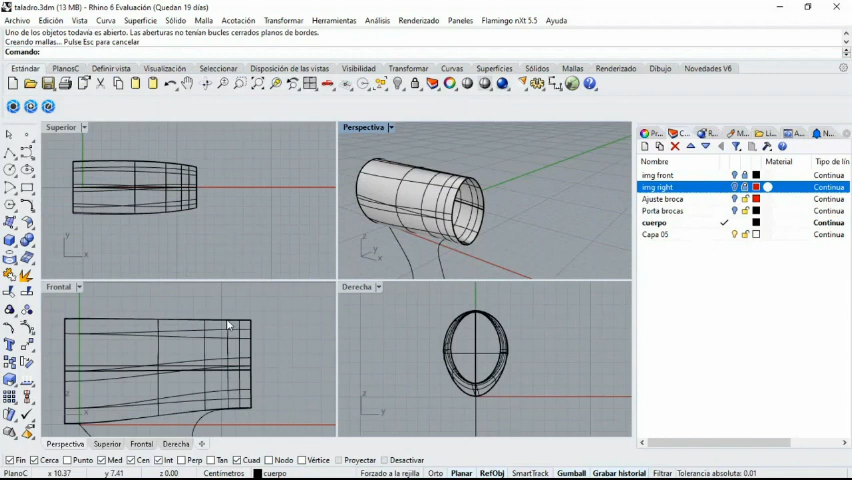 taladro.3dm (13 MB) - Rhino 6 Evaluación (Quedan 19 días)
Archivo Edición Vista Curva Superficie Sólido Malla Acotación Transformar Herramientas Análisis Renderizado Paneles Flamingo nXt 5.5 Ayuda
Uno de los objetos todavía es abierto. Las aberturas no tenían bucles cerrados planos de bordes.
Creando mallas... Pulse Esc para cancelar
Comando:
Estándar PlanosC Definir vista Visualización Seleccionar Disposición de las vistas Visibilidad Transformar Curvas Superficies Sólidos Mallas Renderizado Dibujo Novedades V6
Superior
Perspectiva
Pr... C... R... M... Li... A... N...
Nombre Material Tipo de lín
img front Continua
img right Continua
Ajuste broca Continua
Porta brocas Continua
cuerpo Continua
Capa 05 Continua
y x
z y x
Frontal
Derecha
z x
z y
Perspectiva Superior Frontal Derecha
Fin Cerca Punto Med Cen Int Perp Tan Cuad Nodo Vértice Proyectar Desactivar
PlanoC x 10.37 y 7.41 z 0.00 Centímetros cuerpo Forzado a la rejilla Orto Planar RefObj SmartTrack Gumball Grabar historial Filtrar Tolerancia absoluta: 0.01